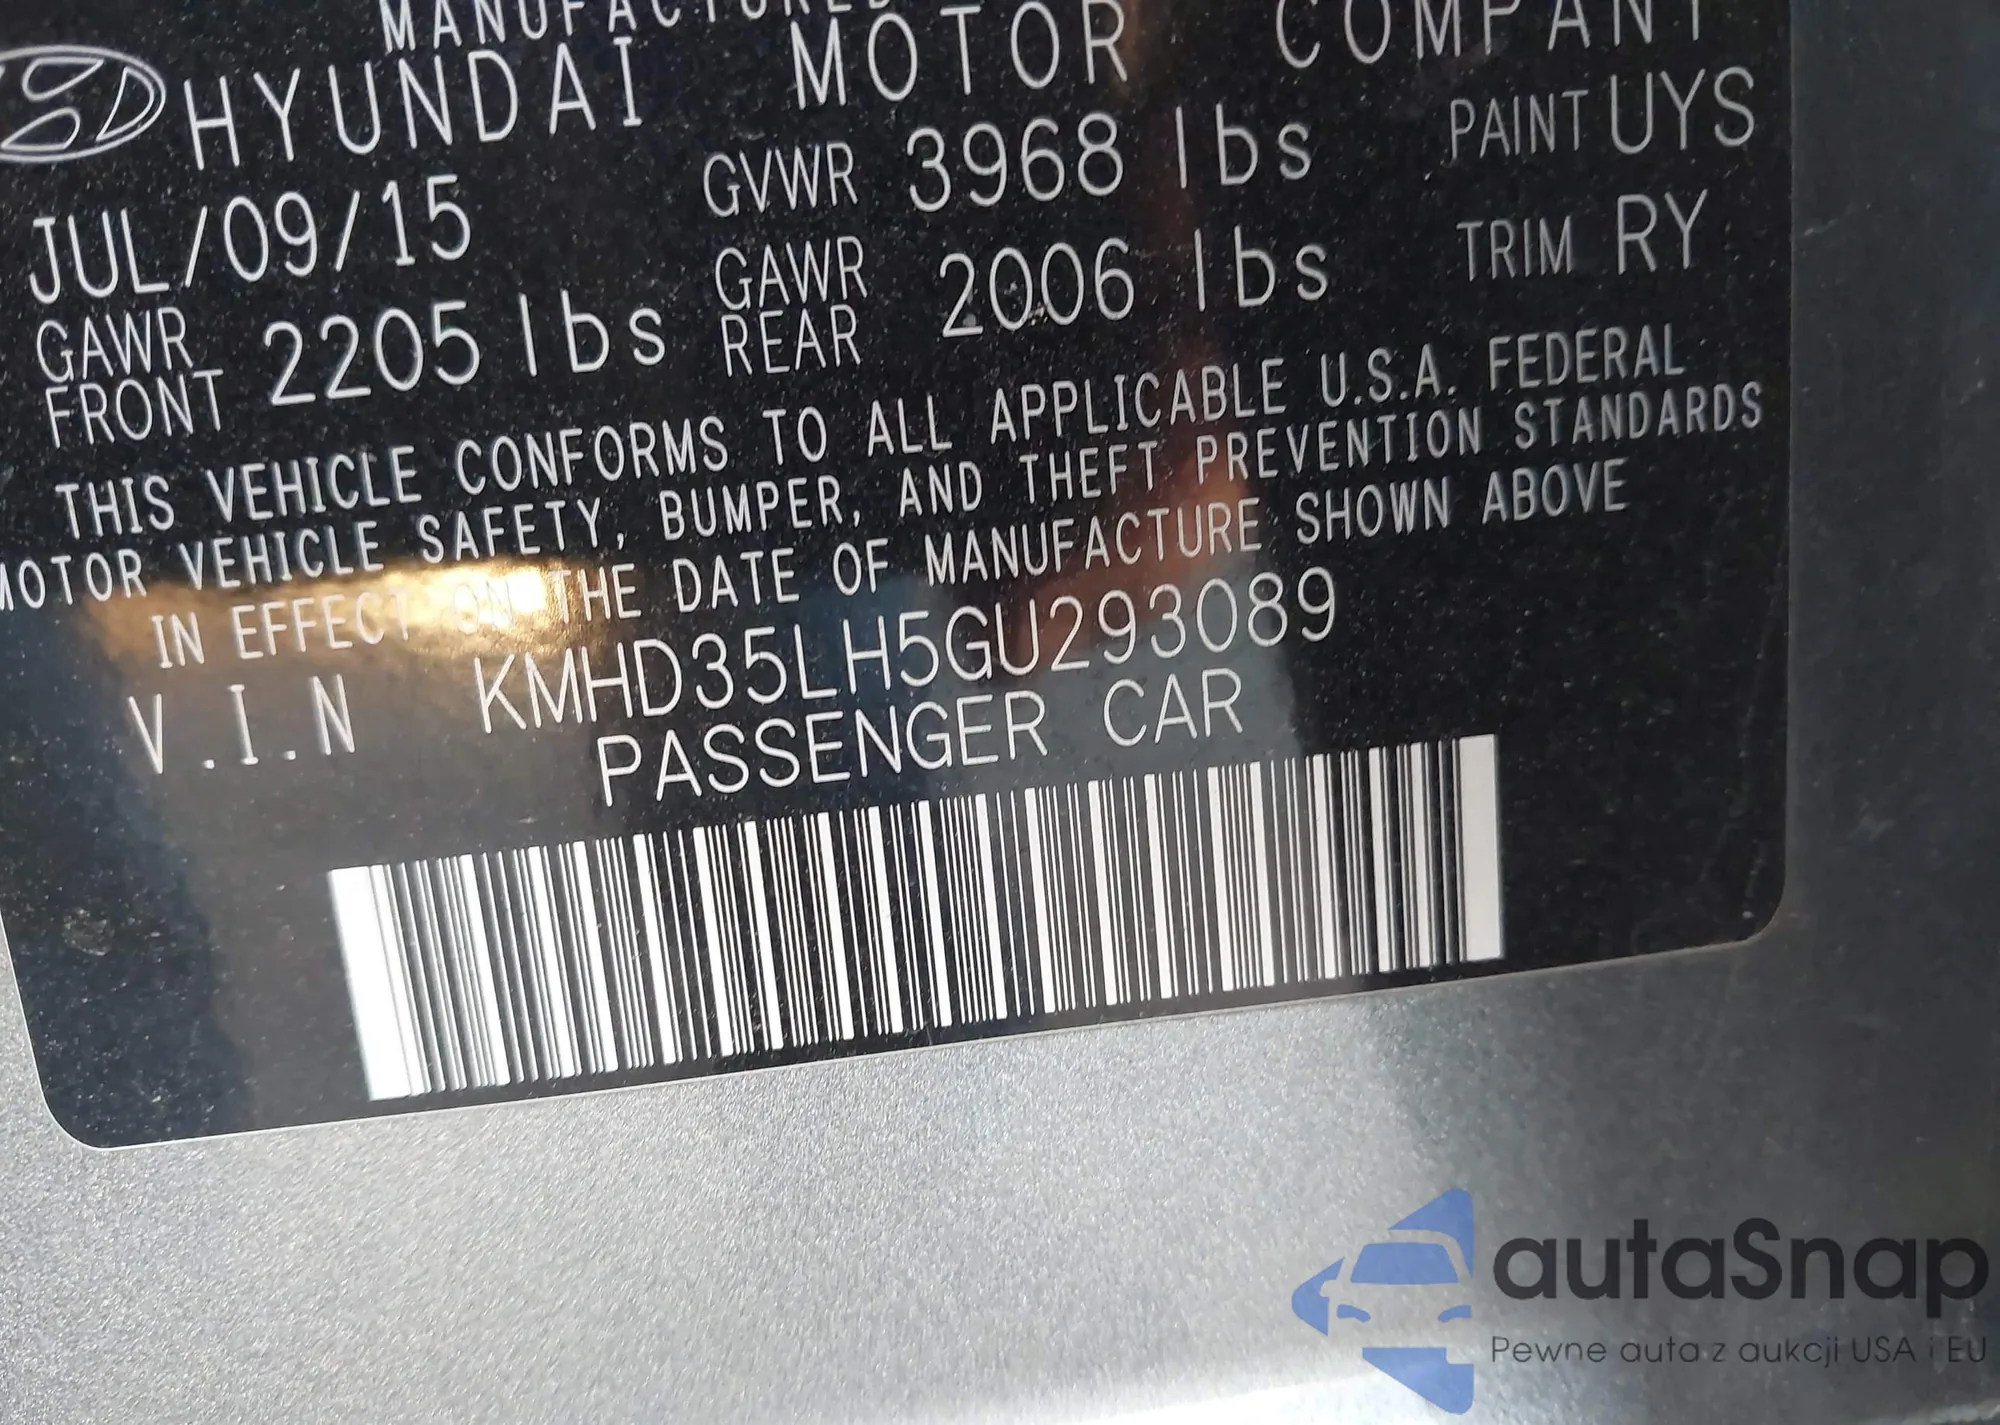 MANUFACTURED
HYUNDAI MOTOR COMPANY
JUL/09/15 GVWR 3968 lbs PAINT UYS
GAWR FRONT 2205 lbs GAWR REAR 2006 lbs TRIM RY
THIS VEHICLE CONFORMS TO ALL APPLICABLE U.S.A. FEDERAL
MOTOR VEHICLE SAFETY, BUMPER, AND THEFT PREVENTION STANDARDS
IN EFFECT ON THE DATE OF MANUFACTURE SHOWN ABOVE
V.I.N KMHD35LH5GU293089
PASSENGER CAR
autaSnap
Pewne auta z aukcji USA i EU